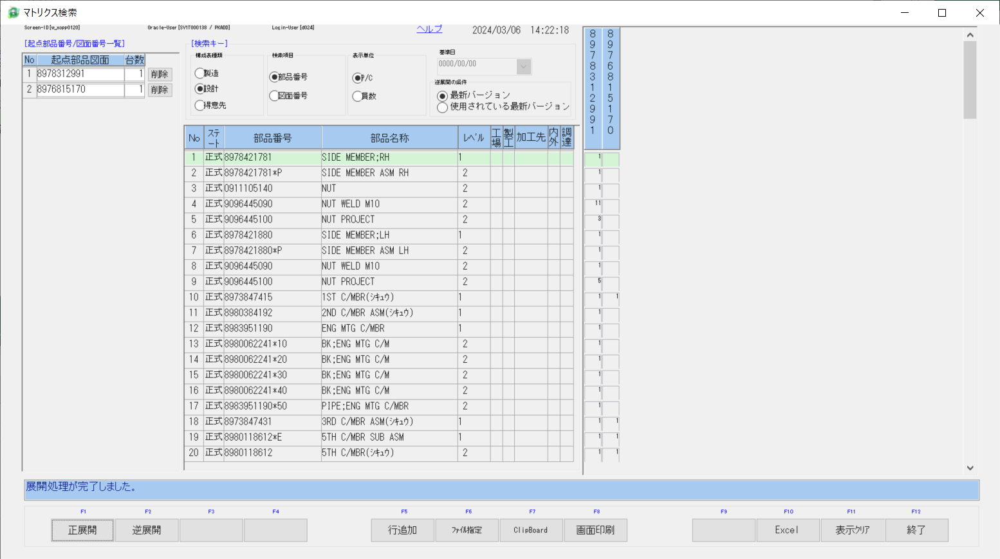 マトリクス検索
Screen-ID[w_xopp0120] Oracle-User[SV1T000138 / PKADD] Login-User[d024] ヘルプ 2024/03/06 14:22:18
[起点部品番号/図面番号一覧]
No 起点部品図面 台数
1 8978312991 1 削除
2 8976815170 1 削除
[検索キー]
構成表種類
製造
設計
得意先
検索項目
部品番号
図面番号
表示単位
P/C
員数
基準日
0000/00/00
逆展開の条件
最新バージョン
使用されている最新バージョン
8978312991 8976815170
No ステート 部品番号 部品名称 ﾚﾍﾞﾙ 工場 製工 加工先 内外 調達
1 正式 8978421781 SIDE MEMBER;RH 1 1
2 正式 8978421781*P SIDE MEMBER ASM RH 2 1
3 正式 0911105140 NUT 2 1
4 正式 9096445090 NUT WELD M10 2 11
5 正式 9096445100 NUT PROJECT 2 3
6 正式 8978421880 SIDE MEMBER;LH 1 1
7 正式 8978421880*P SIDE MEMBER ASM LH 2 1
8 正式 9096445090 NUT WELD M10 2 1
9 正式 9096445100 NUT PROJECT 2 5
10 正式 8973847415 1ST C/MBR(ｼｷｭｳ) 1 1 1
11 正式 8980384192 2ND C/MBR ASM(ｼｷｭｳ) 1 1
12 正式 8983951190 ENG MTG C/MBR 1 1
13 正式 8980062241*10 BK;ENG MTG C/M 2 1
14 正式 8980062241*20 BK;ENG MTG C/M 2 1
15 正式 8980062241*30 BK;ENG MTG C/M 2 1
16 正式 8980062241*40 BK;ENG MTG C/M 2 1
17 正式 8983951190*50 PIPE;ENG MTG C/MBR 2 1
18 正式 8973847431 3RD C/MBR ASM(ｼｷｭｳ) 1 1 1
19 正式 8980118612*E 5TH C/MBR SUB ASM 1 1 1
20 正式 8980118612 5TH C/MBR(ｼｷｭｳ) 2 1 1
展開処理が完了しました。
F1 F2 F3 F4 F5 F6 F7 F8 F9 F10 F11 F12
正展開 逆展開 行追加 ﾌｧｲﾙ指定 ClipBoard 画面印刷 Excel 表示ｸﾘｱ 終了